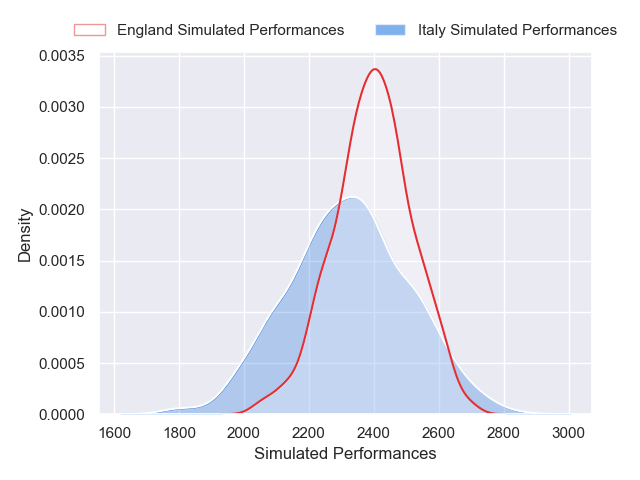 England Simulated Performances Italy Simulated Performances
0.0035
0.0030
0.0025
0.0020
0.0015
0.0010
0.0005
0.0000
Density
1600 1800 2000 2200 2400 2600 2800 3000
Simulated Performances